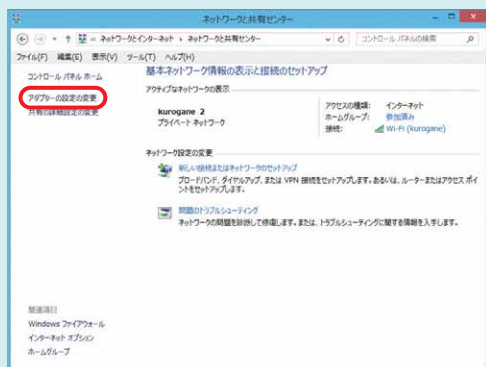 ネットワークと共有センター
ネットワークとインターネット ネットワークと共有センター コントロール パネルの検索
ファイル(F) 編集(E) 表示(V) ツール(T) ヘルプ(H)
コントロール パネル ホーム
アダプターの設定の変更
共有の詳細設定の変更
基本ネットワーク情報の表示と接続のセットアップ
アクティブなネットワークの表示
kurogane 2
プライベート ネットワーク
アクセスの種類: インターネット
ホームグループ: 参加済み
接続: Wi-Fi (kurogane)
ネットワーク設定の変更
新しい接続またはネットワークのセットアップ
ブロードバンド、ダイヤルアップ、または VPN 接続をセットアップします。あるいは、ルーターまたはアクセス ポイ
ントをセットアップします。
問題のトラブルシューティング
ネットワークの問題を診断して修復します。または、トラブルシューティングに関する情報を入手します。
関連項目
Windows ファイアウォール
インターネット オプション
ホームグループ